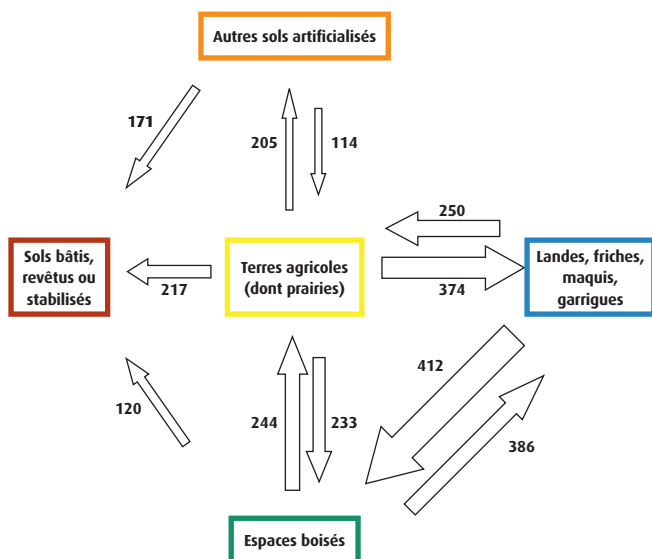 Autres sols artificialisés
171
205
114
250
Sols bâtis,
revêtus ou
stabilisés
217
Terres agricoles
(dont prairies)
374
Landes, friches,
maquis,
garrigues
120
244
233
412
386
Espaces boisés